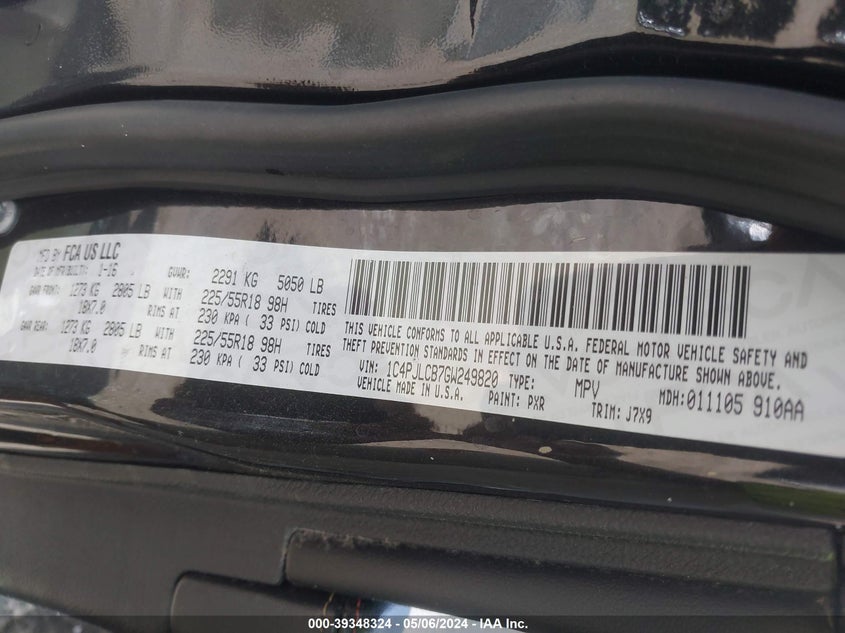 MFD BY FCA US LLC
DATE OF MFR/BUILT: 1-16 GVWR: 2291 KG 5050 LB
GAWR FRONT: 1273 KG 2805 LB WITH 225/55R18 98H TIRES
18X7.0 RIMS AT 230 KPA ( 33 PSI) COLD
GAWR REAR: 1273 KG 2805 LB WITH 225/55R18 98H TIRES
18X7.0 RIMS AT 230 KPA ( 33 PSI) COLD
THIS VEHICLE CONFORMS TO ALL APPLICABLE U.S.A. FEDERAL MOTOR VEHICLE SAFETY AND
THEFT PREVENTION STANDARDS IN EFFECT ON THE DATE OF MANUFACTURE SHOWN ABOVE.
VIN: 1C4PJLCB7GW249820 TYPE: MPV MDH:011105 910AA
VEHICLE MADE IN U.S.A. PAINT: PXR TRIM: J7X9
000-39348324 - 05/06/2024 - IAA Inc.